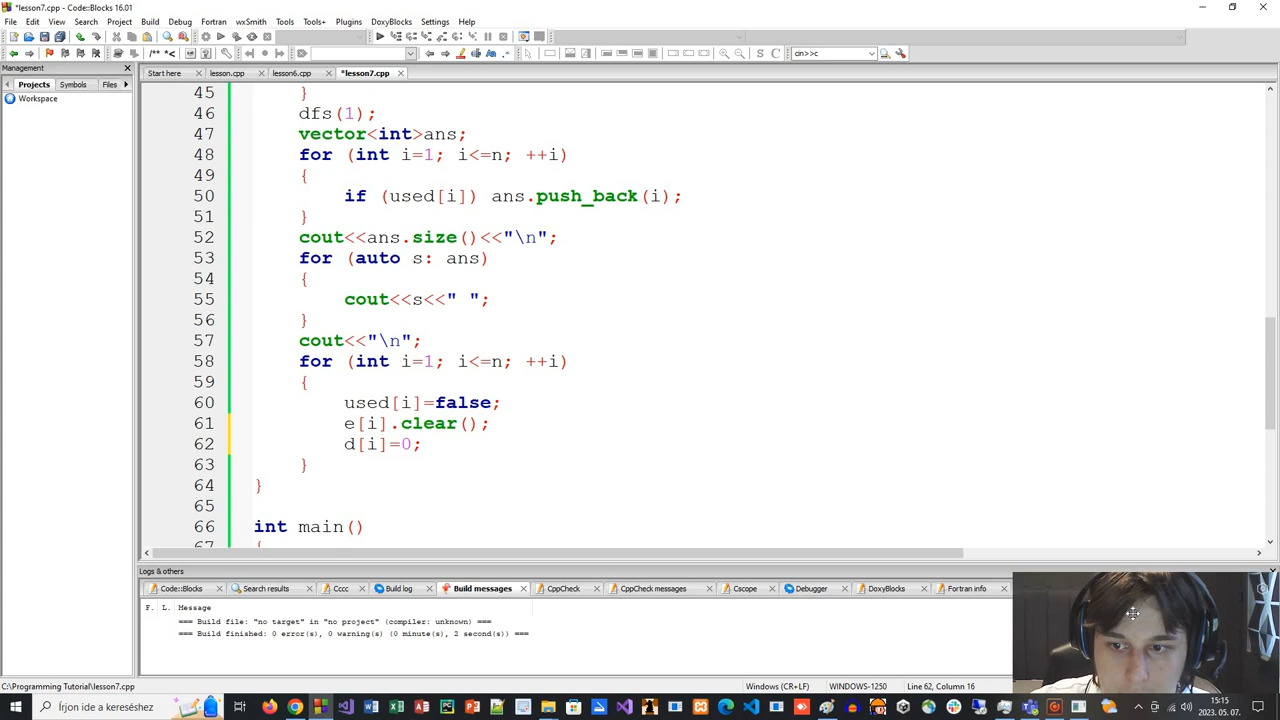 *lesson7.cpp - Code::Blocks 16.01
File Edit View Search Project Build Debug Fortran wxSmith Tools Tools+ Plugins DoxyBlocks Settings Help
cin>>c
Management
Projects Symbols Files
Workspace
Start here lesson.cpp lesson6.cpp *lesson7.cpp
45 }
46 dfs(1);
47 vector<int>ans;
48 for (int i=1; i<=n; ++i)
49 {
50 if (used[i]) ans.push_back(i);
51 }
52 cout<<ans.size()<<"\n";
53 for (auto s: ans)
54 {
55 cout<<s<<" ";
56 }
57 cout<<"\n";
58 for (int i=1; i<=n; ++i)
59 {
60 used[i]=false;
61 e[i].clear();
62 d[i]=0;
63 }
64 }
65
66 int main()
67 {
Logs & others
Code::Blocks Search results Cccc Build log Build messages CppCheck CppCheck messages Cscope Debugger DoxyBlocks Fortran info
F. L. Message
=== Build file: "no target" in "no project" (compiler: unknown) ===
=== Build finished: 0 error(s), 0 warning(s) (0 minute(s), 2 second(s)) ===
C:\Programming Tutorial\lesson7.cpp Windows (CR+LF) WINDOWS-1250 Line 62, Column 16
Írjon ide a kereséshez 15:15
2023. 05. 07.